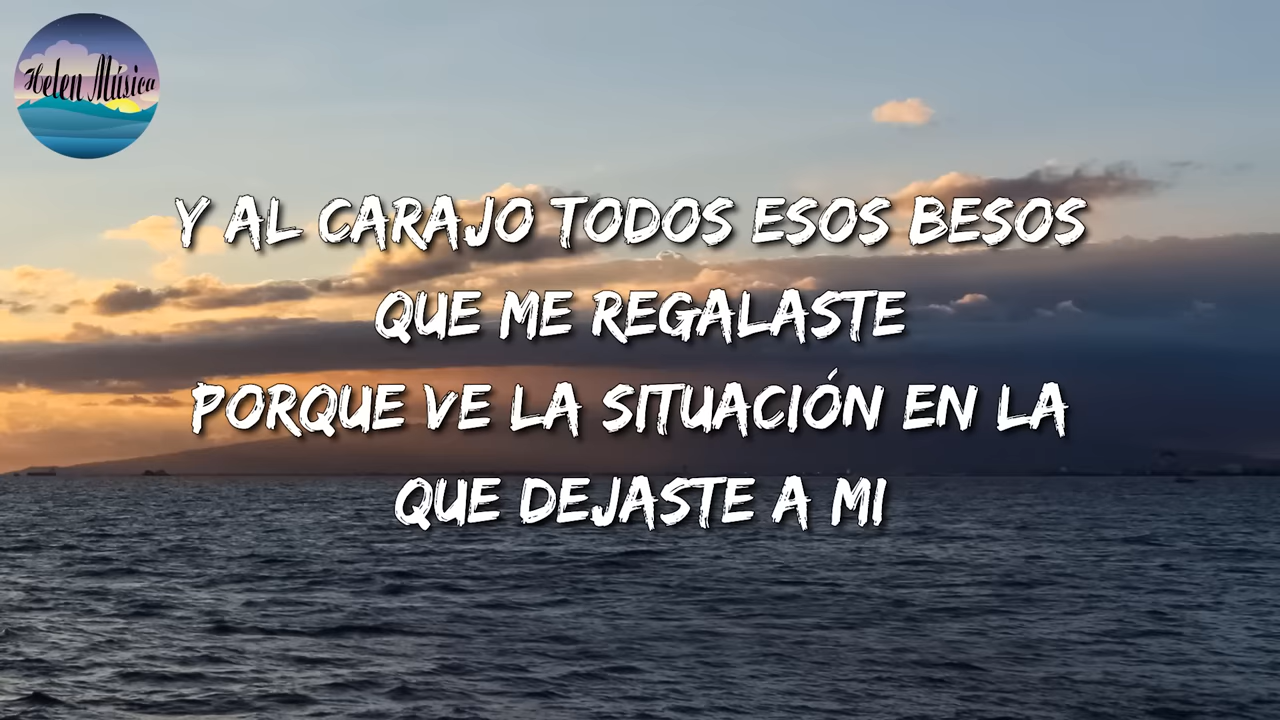 Helen Música
Y AL CARAJO TODOS ESOS BESOS
QUE ME REGALASTE
PORQUE VE LA SITUACIÓN EN LA
QUE DEJASTE A MI